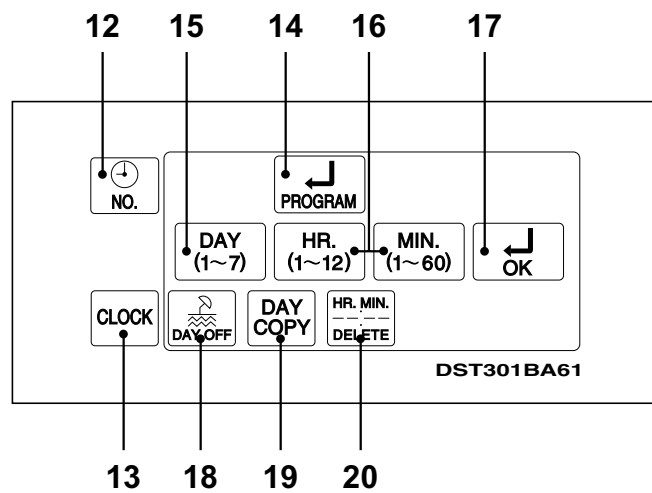 12 15 14 16 17
NO.
PROGRAM
DAY
(1~7)
HR.
(1~12)
MIN.
(1~60)
OK
CLOCK
DAY OFF
DAY
COPY
HR. MIN.
DELETE
DST301BA61
13 18 19 20